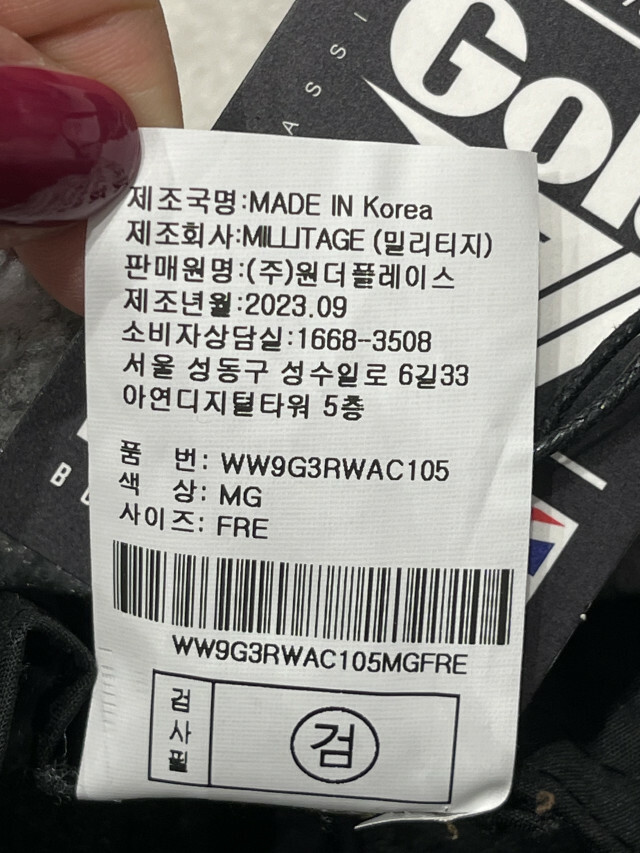 ASSI
Gol
제조국명:MADE IN Korea
제조회사:MILLITAGE (밀리티지)
판매원명:(주)원더플레이스
제조년월:2023.09
소비자상담실:1668-3508
서울 성동구 성수일로 6길33
아연디지털타워 5층
품 번: WW9G3RWAC105
색 상: MG
사이즈: FRE
WW9G3RWAC105MGFRE
검사필
검